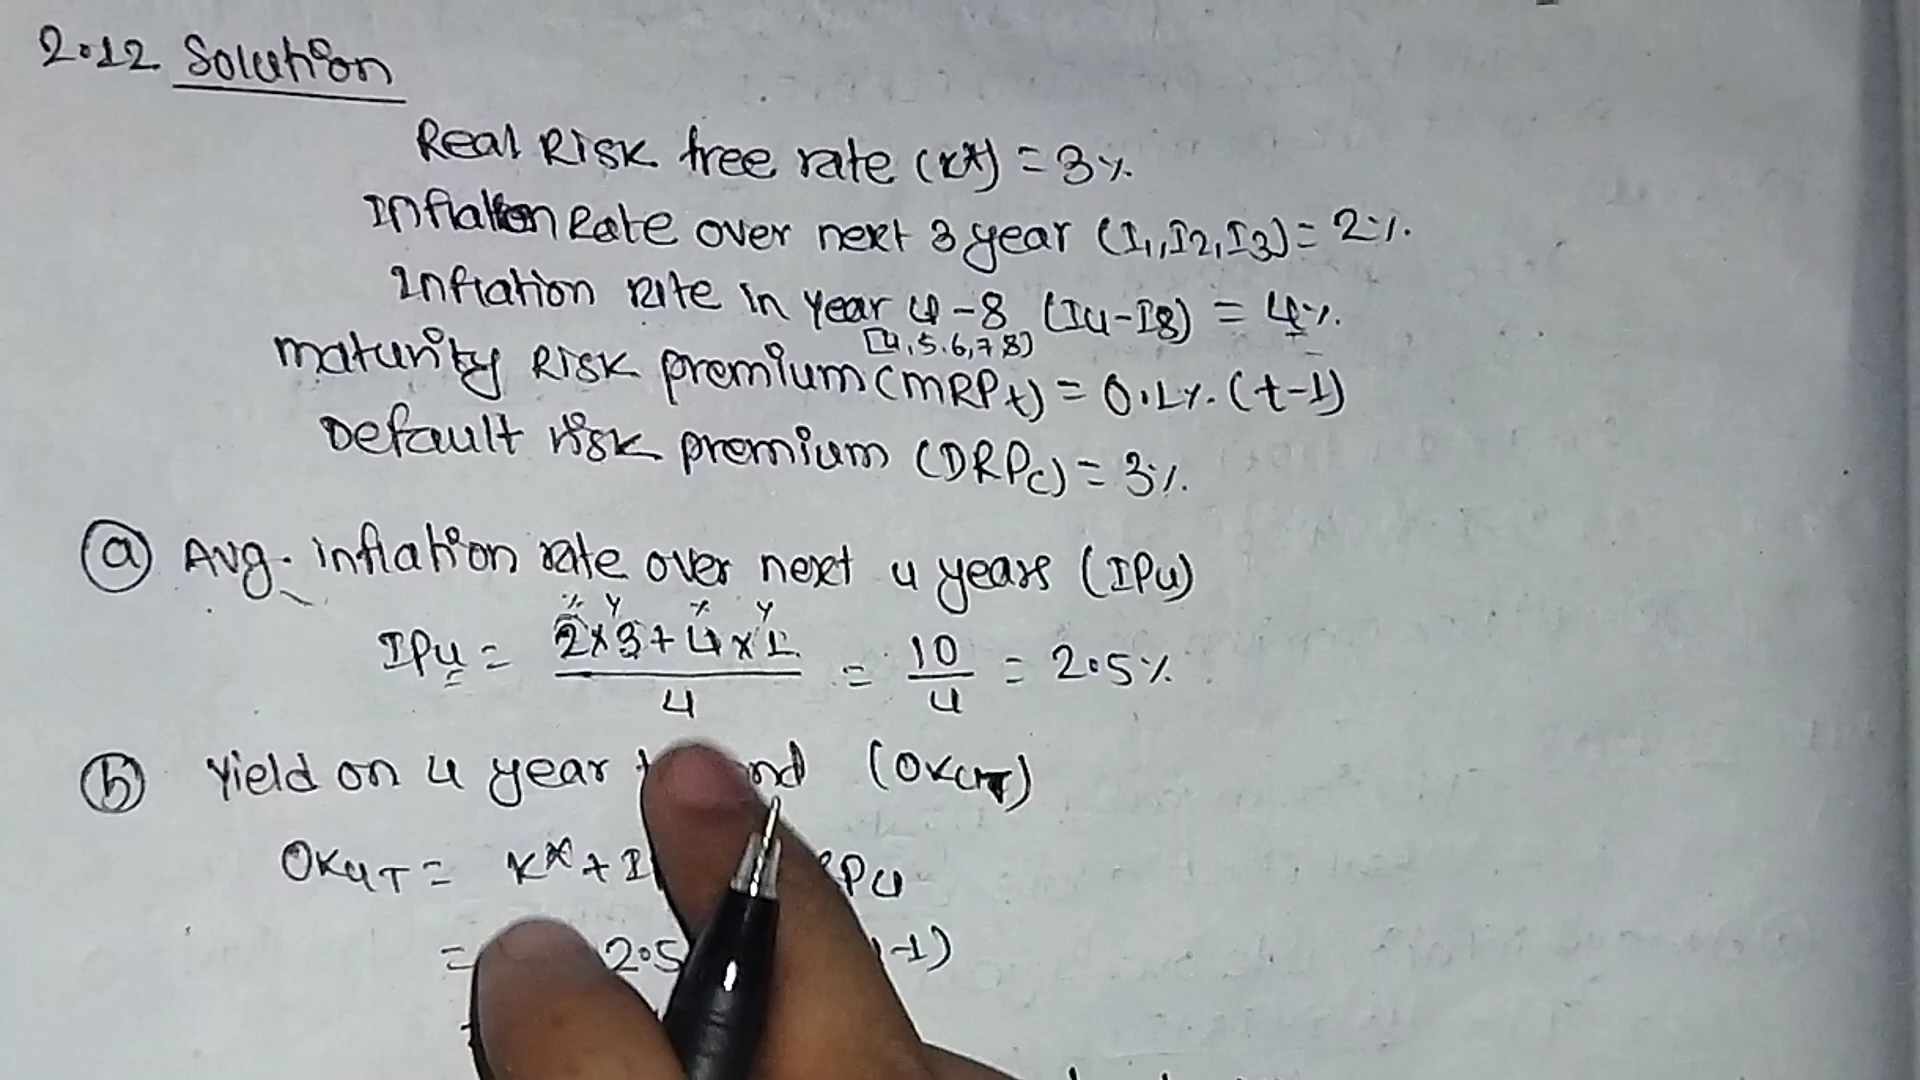 2.12 Solution
Real Risk free rate (K*) = 3%
Inflation Rate over next 3 year (I1, I2, I3) = 2%.
Inflation rate in year 4-8 (I4-I8) = 4%.
[4,5.6,7 8]
maturity Risk premium (MRPt) = 0.1%. (t-1)
Default risk premium (DRPc) = 3%.
(a) Avg. inflation rate over next 4 years (IP4)
% Y % Y
IP4 = 2×3+4×1 / 4 = 10/4 = 2.5%
(b) Yield on 4 year
OK4T = K* + P4
= 2.5 -1)